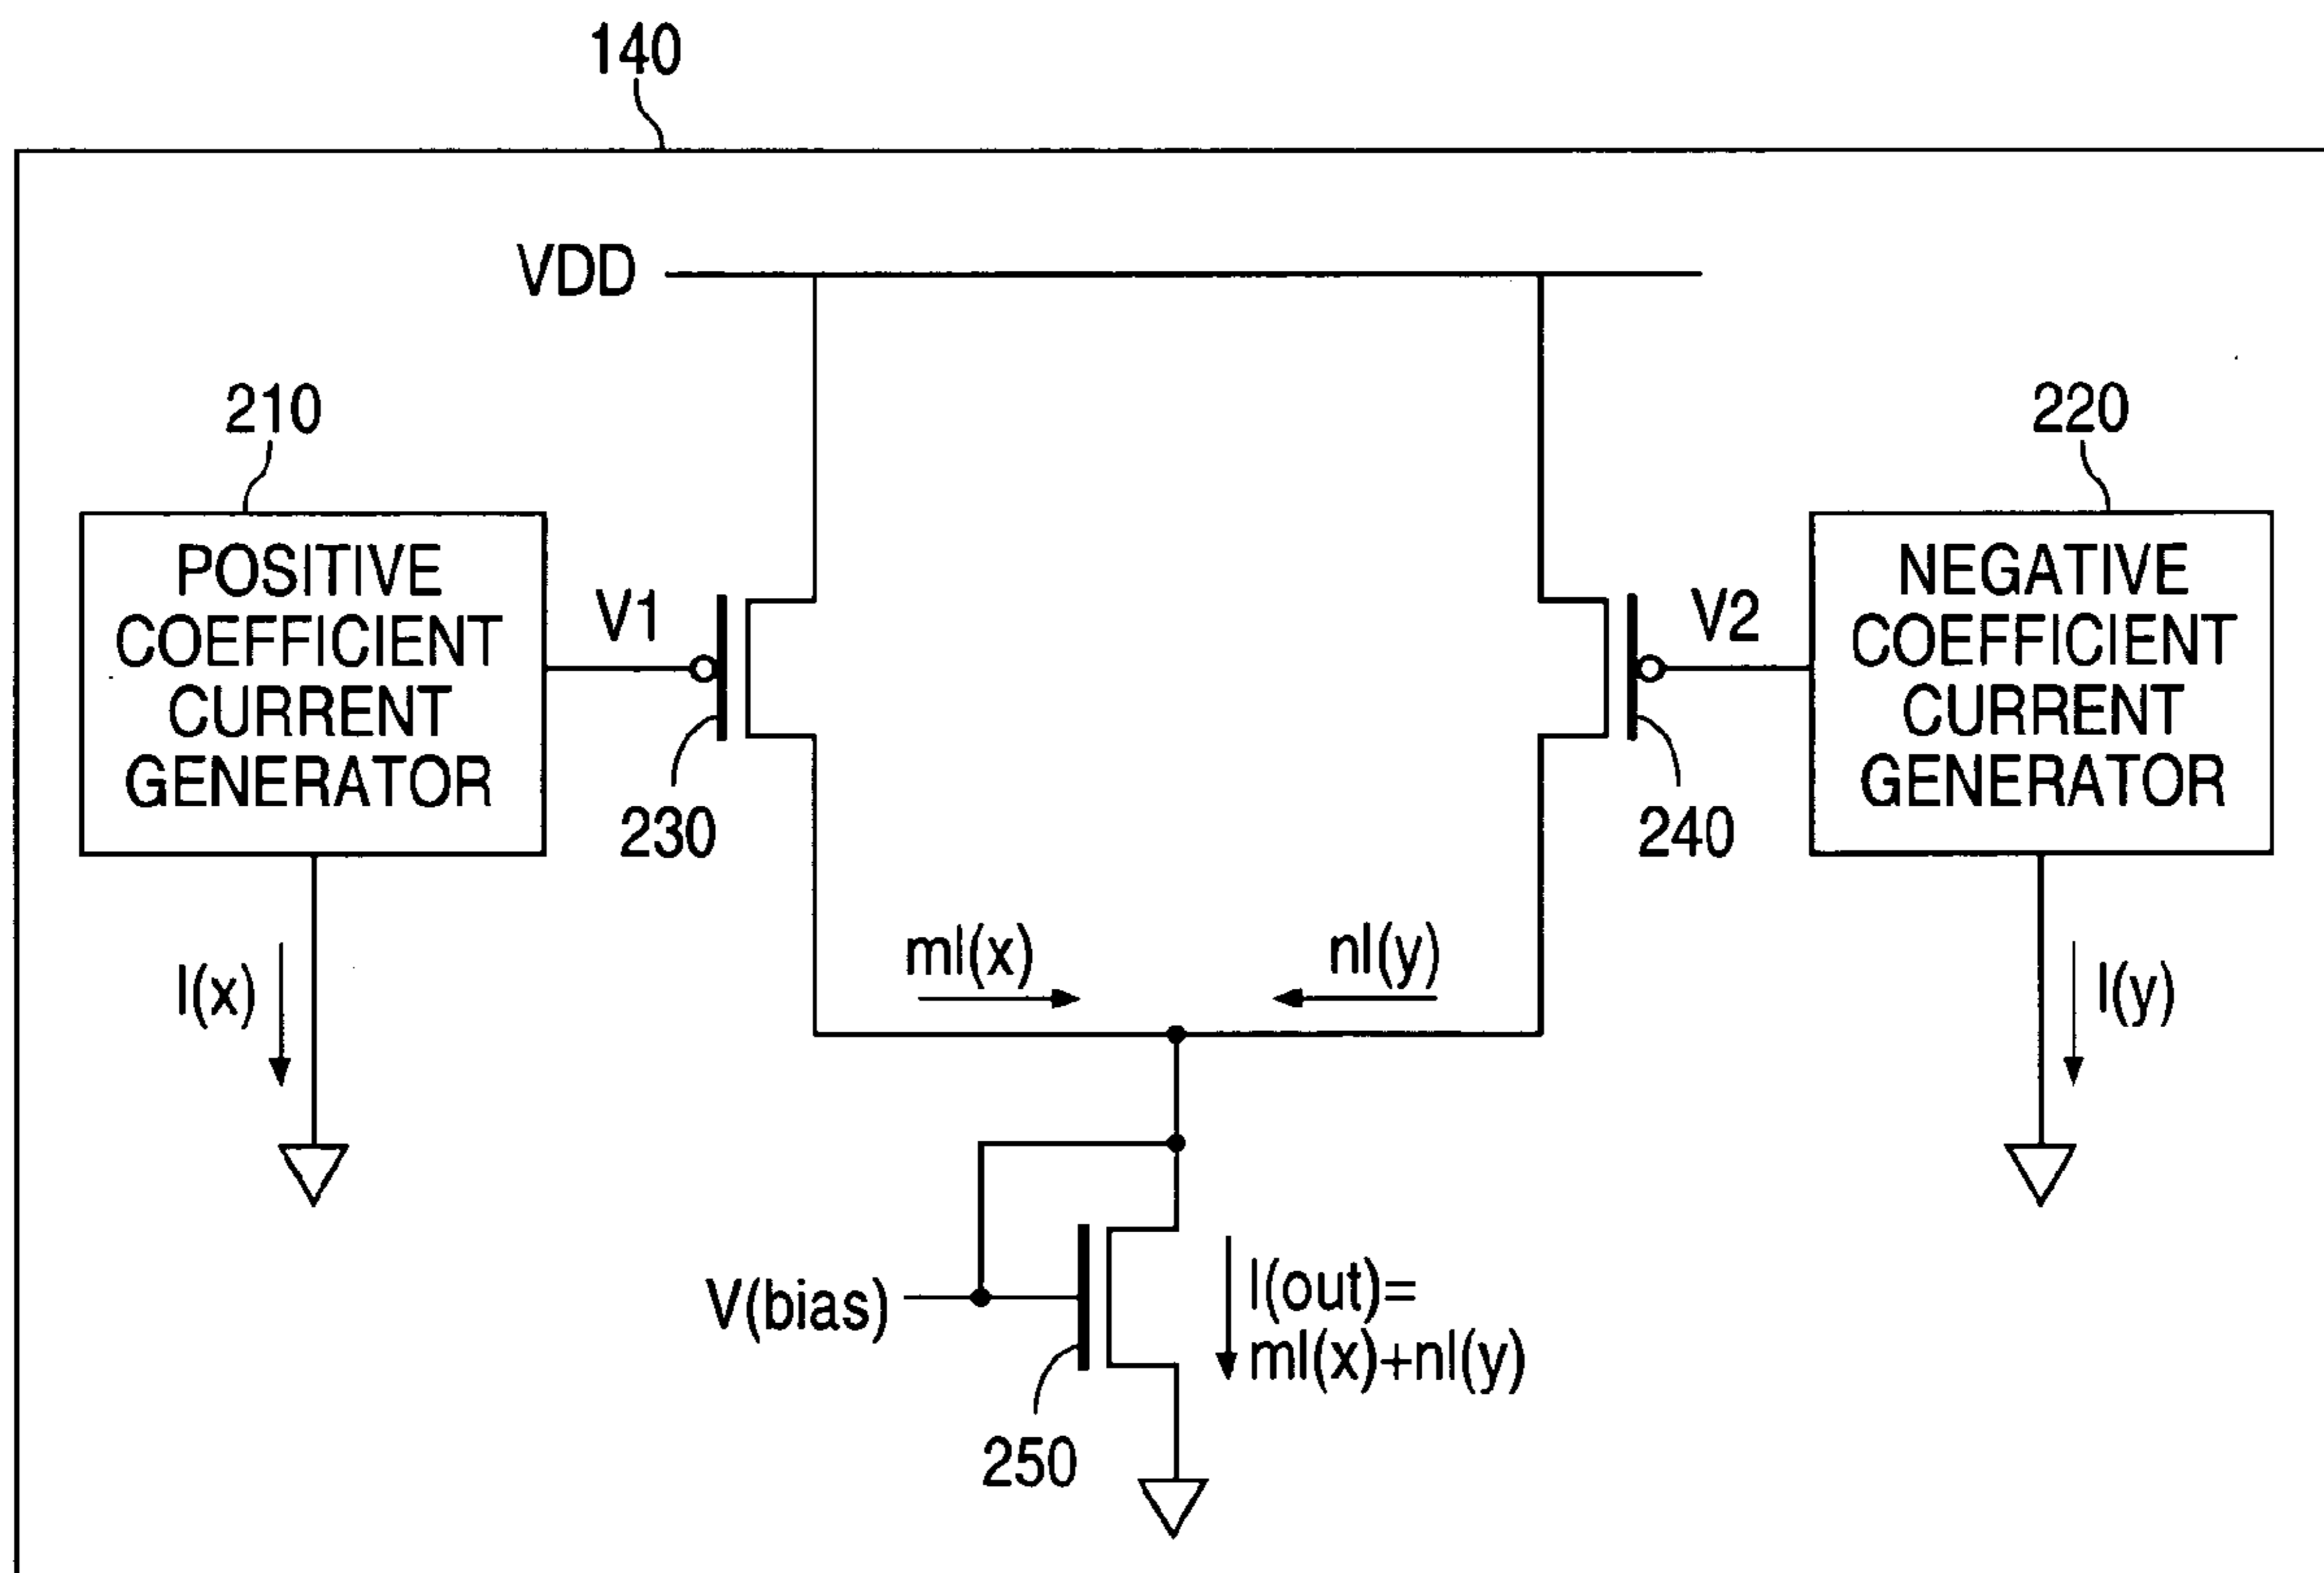 140
VDD
210
220
POSITIVE
COEFFICIENT
CURRENT
GENERATOR
V1
V2
NEGATIVE
COEFFICIENT
CURRENT
GENERATOR
230
240
mI(x)
nI(y)
I(x)
I(y)
V(bias)
I(out)=
mI(x)+nI(y)
250